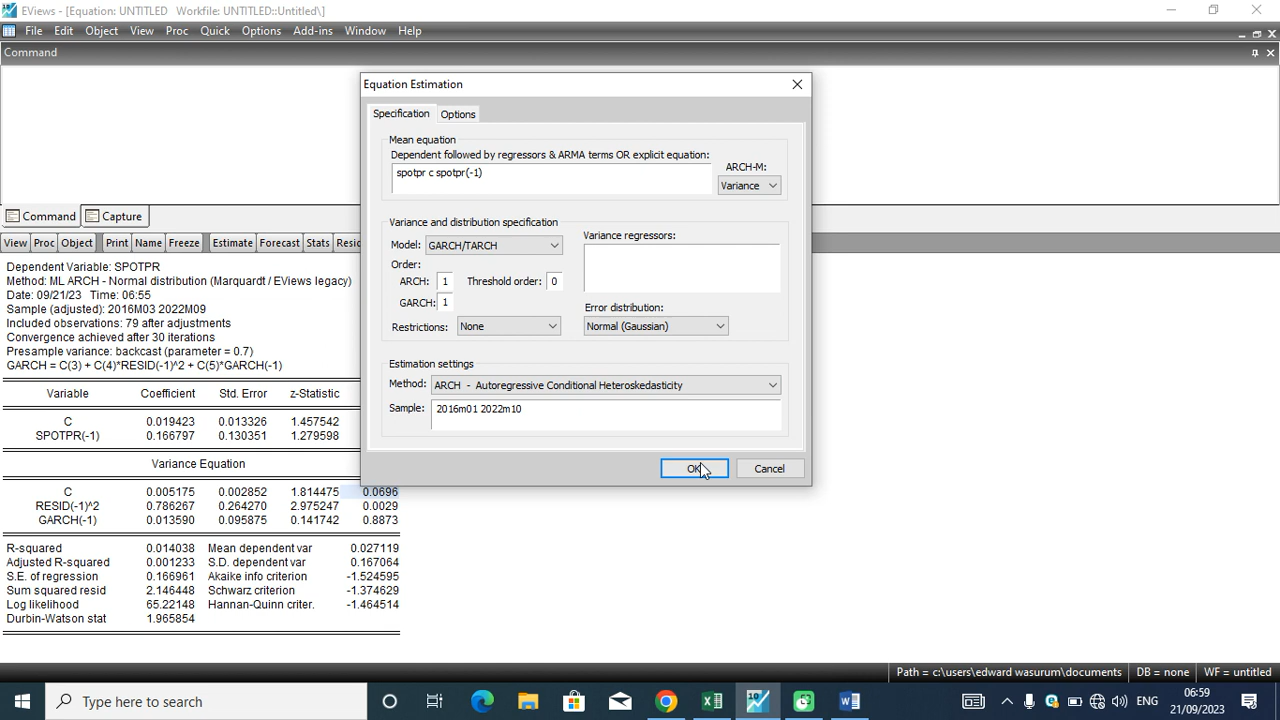 EViews - [Equation: UNTITLED   Workfile: UNTITLED::Untitled\]
File Edit Object View Proc Quick Options Add-ins Window Help
Command
Equation Estimation
Specification Options
Mean equation
Dependent followed by regressors & ARMA terms OR explicit equation:
spotpr c spotpr(-1)
ARCH-M:
Variance
Command Capture
Variance and distribution specification
Model: GARCH/TARCH
Variance regressors:
View Proc Object Print Name Freeze Estimate Forecast Stats Resid
Order:
ARCH: 1 Threshold order: 0
GARCH: 1
Error distribution:
Restrictions: None
Normal (Gaussian)
Estimation settings
Method: ARCH - Autoregressive Conditional Heteroskedasticity
Sample: 2016m01 2022m10
OK Cancel
Dependent Variable: SPOTPR
Method: ML ARCH - Normal distribution (Marquardt / EViews legacy)
Date: 09/21/23 Time: 06:55
Sample (adjusted): 2016M03 2022M09
Included observations: 79 after adjustments
Convergence achieved after 30 iterations
Presample variance: backcast (parameter = 0.7)
GARCH = C(3) + C(4)*RESID(-1)^2 + C(5)*GARCH(-1)
Variable Coefficient Std. Error z-Statistic
C 0.019423 0.013326 1.457542
SPOTPR(-1) 0.166797 0.130351 1.279598
Variance Equation
C 0.005175 0.002852 1.814475 0.0696
RESID(-1)^2 0.786267 0.264270 2.975247 0.0029
GARCH(-1) 0.013590 0.095875 0.141742 0.8873
R-squared 0.014038 Mean dependent var 0.027119
Adjusted R-squared 0.001233 S.D. dependent var 0.167064
S.E. of regression 0.166961 Akaike info criterion -1.524595
Sum squared resid 2.146448 Schwarz criterion -1.374629
Log likelihood 65.22148 Hannan-Quinn criter. -1.464514
Durbin-Watson stat 1.965854
Path = c:\users\edward wasurum\documents DB = none WF = untitled
Type here to search
ENG
06:59
21/09/2023